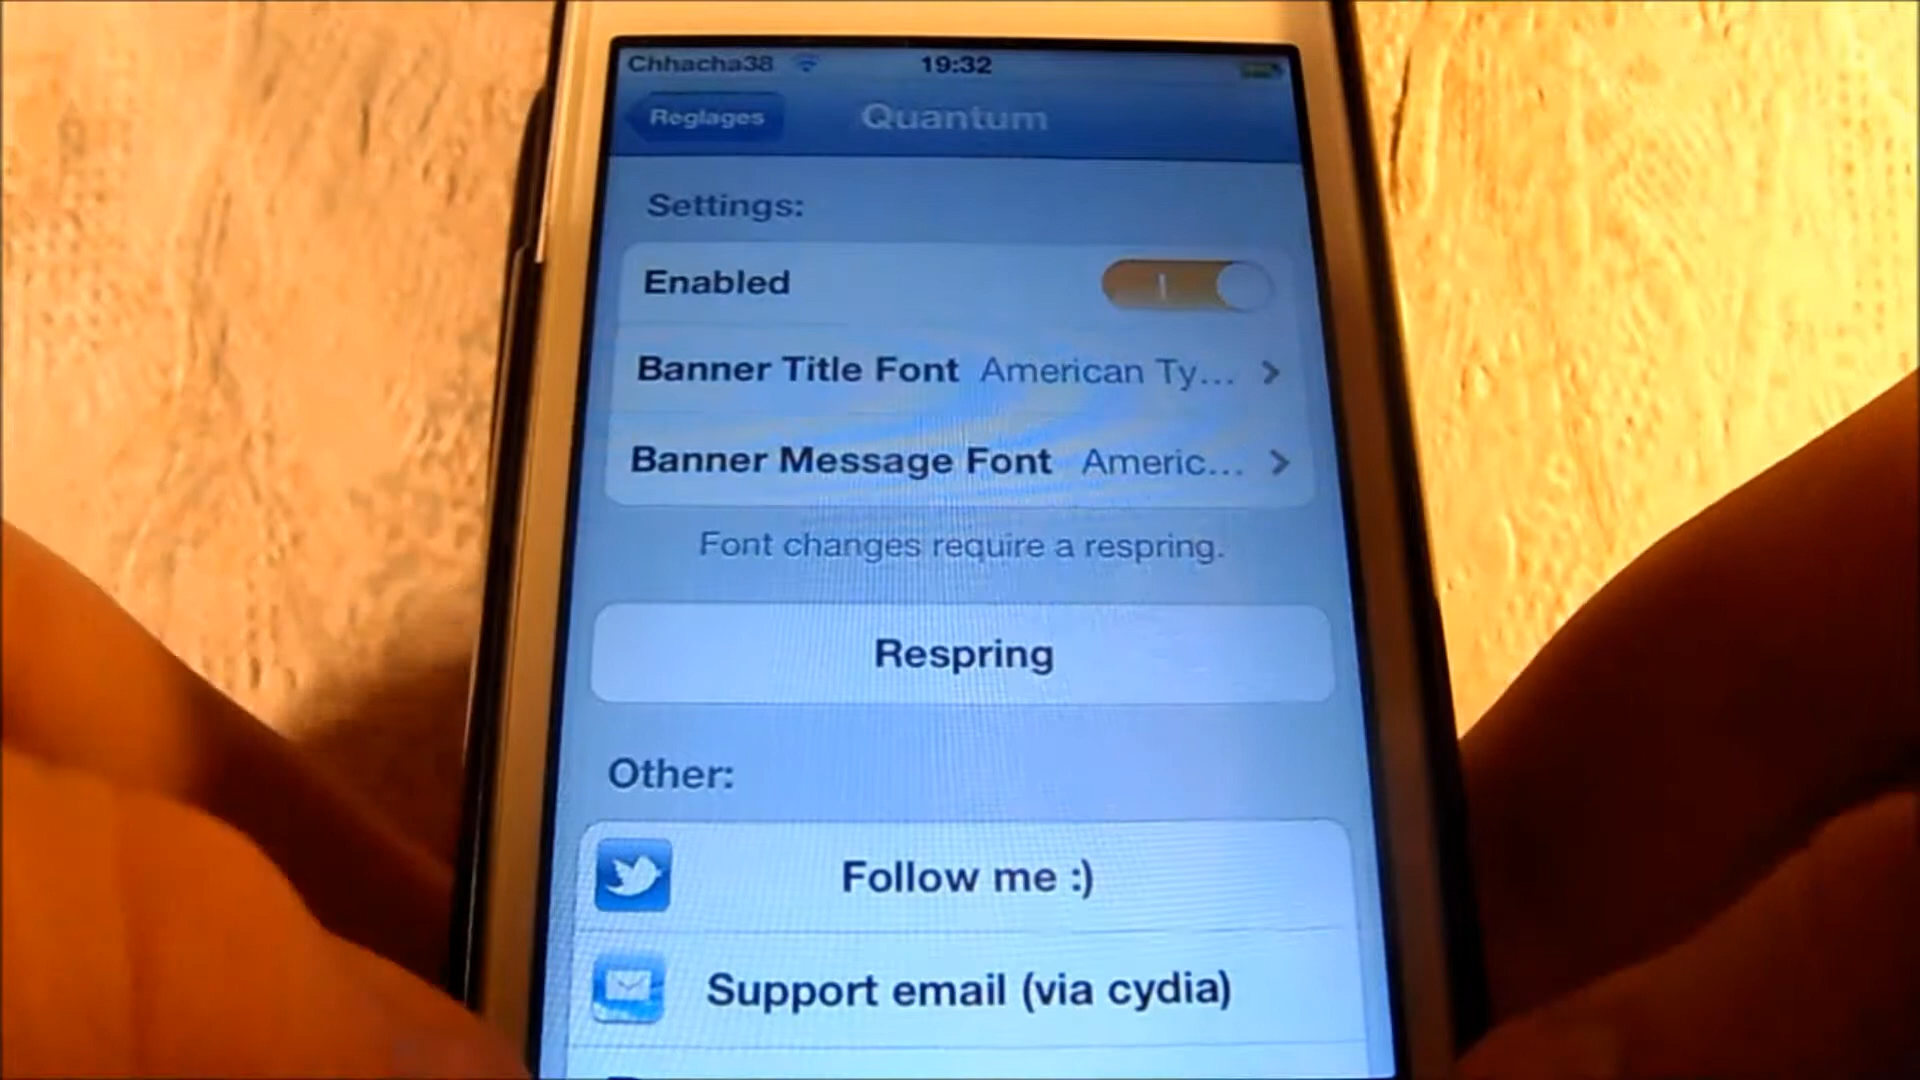 Chhacha38 19:32
Reglages Quantum
Settings:
Enabled
Banner Title Font American Ty... >
Banner Message Font Americ... >
Font changes require a respring.
Respring
Other:
Follow me :)
Support email (via cydia)